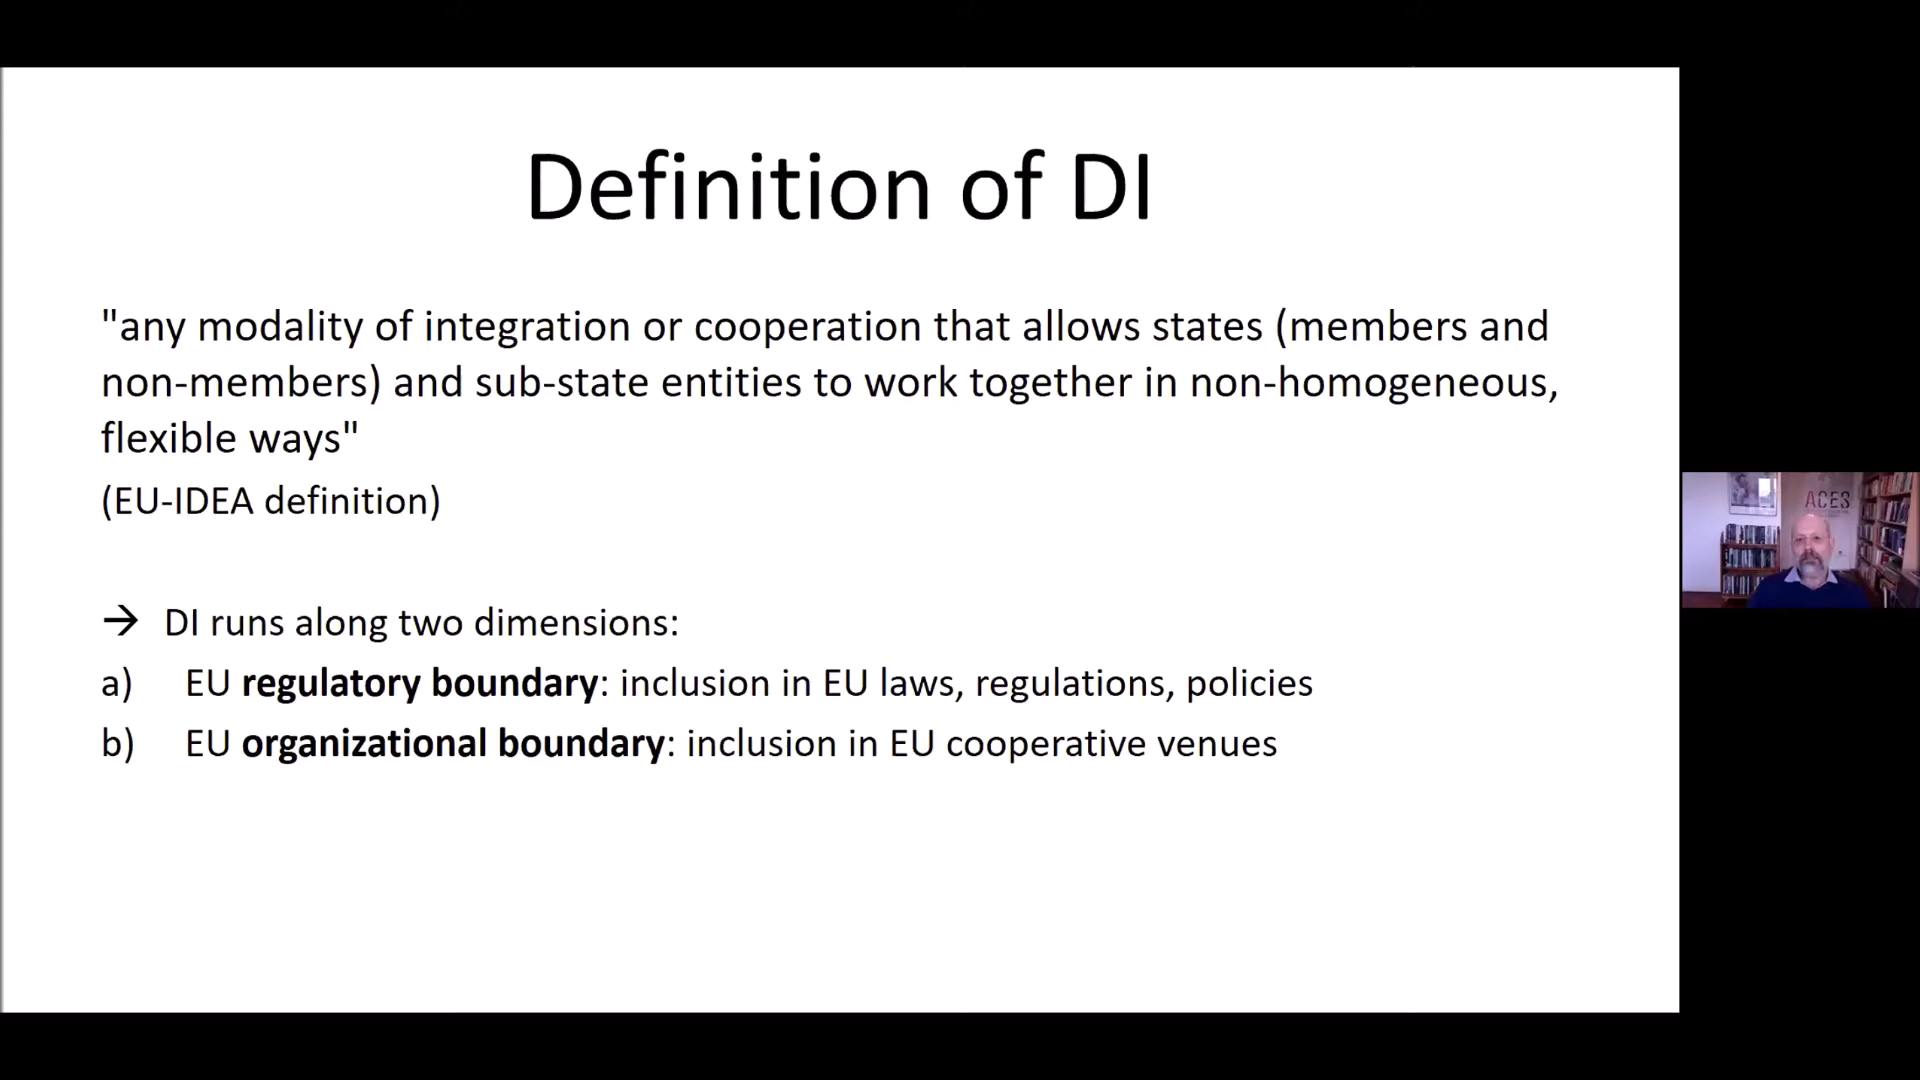 Definition of DI
"any modality of integration or cooperation that allows states (members and
non-members) and sub-state entities to work together in non-homogeneous,
flexible ways"
(EU-IDEA definition)
→ DI runs along two dimensions:
a) EU regulatory boundary: inclusion in EU laws, regulations, policies
b) EU organizational boundary: inclusion in EU cooperative venues
ACES